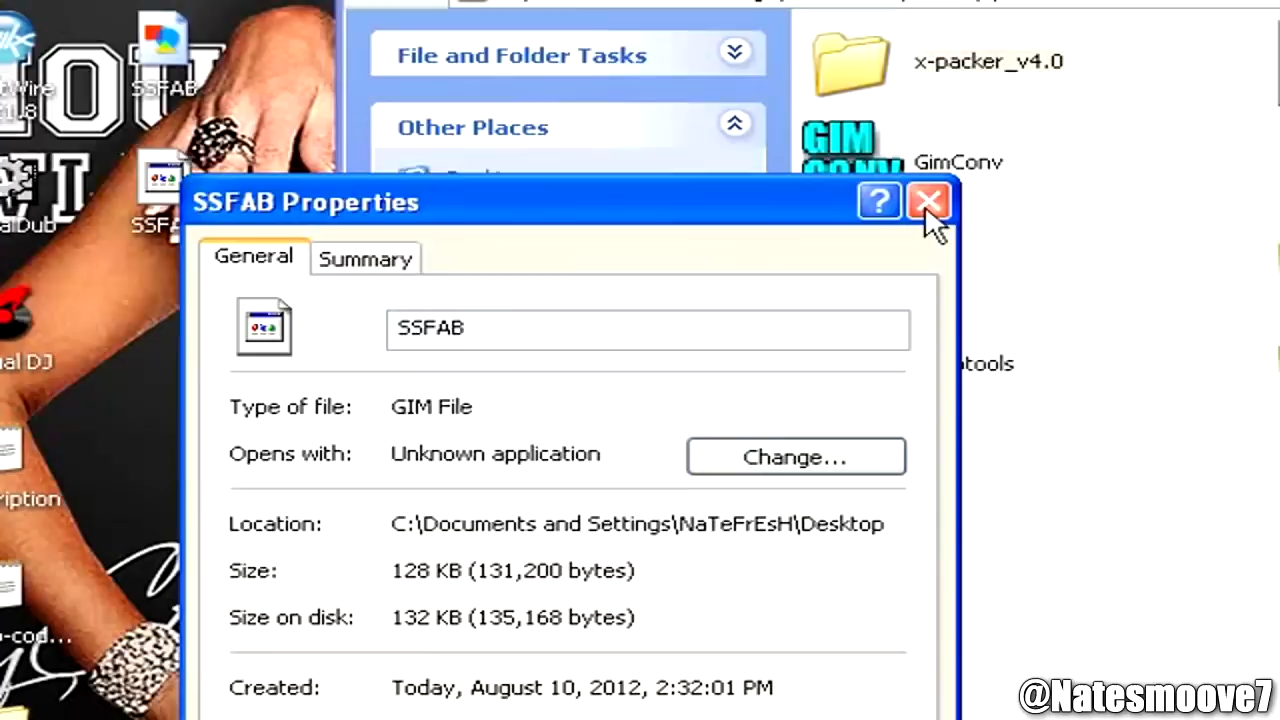 File and Folder Tasks
Other Places
x-packer_v4.0
GIM
CONV
GimConv
SSFAB
SSFAB Properties
General
Summary
SSFAB
Type of file: GIM File
Opens with: Unknown application
Change...
Location: C:\Documents and Settings\NaTeFrEsH\Desktop
Size: 128 KB (131,200 bytes)
Size on disk: 132 KB (135,168 bytes)
Created: Today, August 10, 2012, 2:32:01 PM
@Natesmoove7